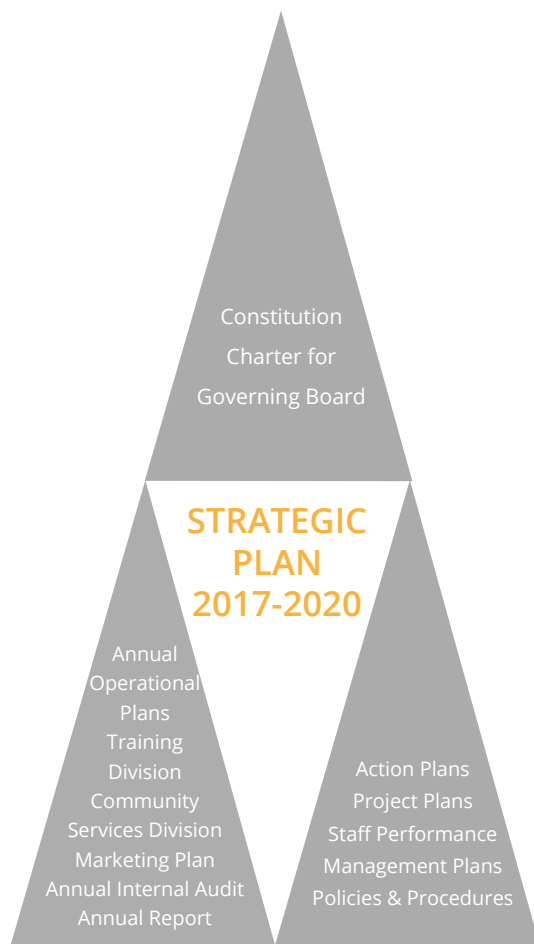 Constitution
Charter for
Governing Board
STRATEGIC
PLAN
2017-2020
Annual
Operational
Plans
Training
Division
Community
Services Division
Marketing Plan
Annual Internal Audit
Annual Report
Action Plans
Project Plans
Staff Performance
Management Plans
Policies & Procedures